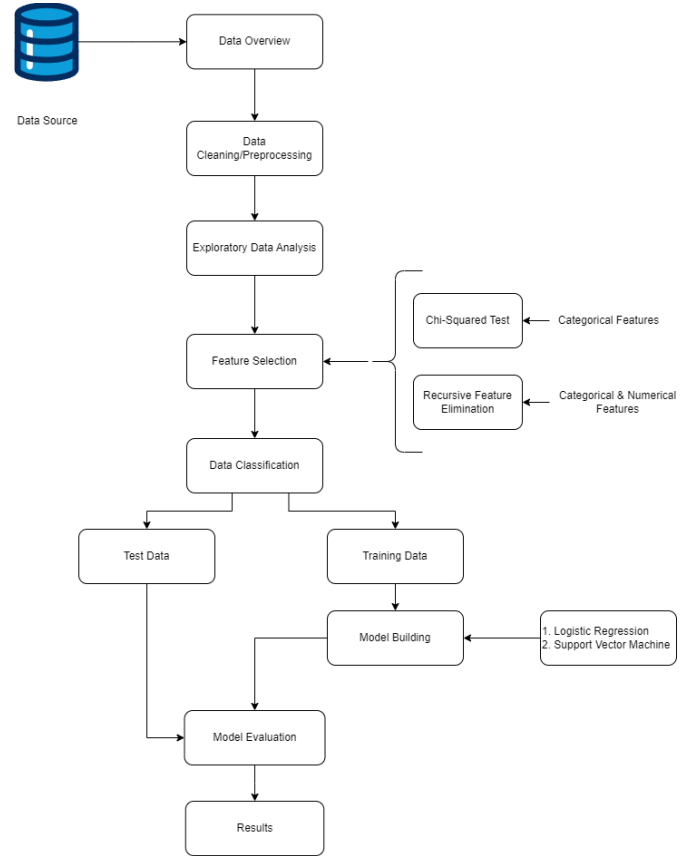 Data Overview
Data Source
Data
Cleaning/Preprocessing
Exploratory Data Analysis
Chi-Squared Test
Categorical Features
Feature Selection
Recursive Feature
Elimination
Categorical & Numerical
Features
Data Classification
Test Data
Training Data
Model Building
1. Logistic Regression
2. Support Vector Machine
Model Evaluation
Results